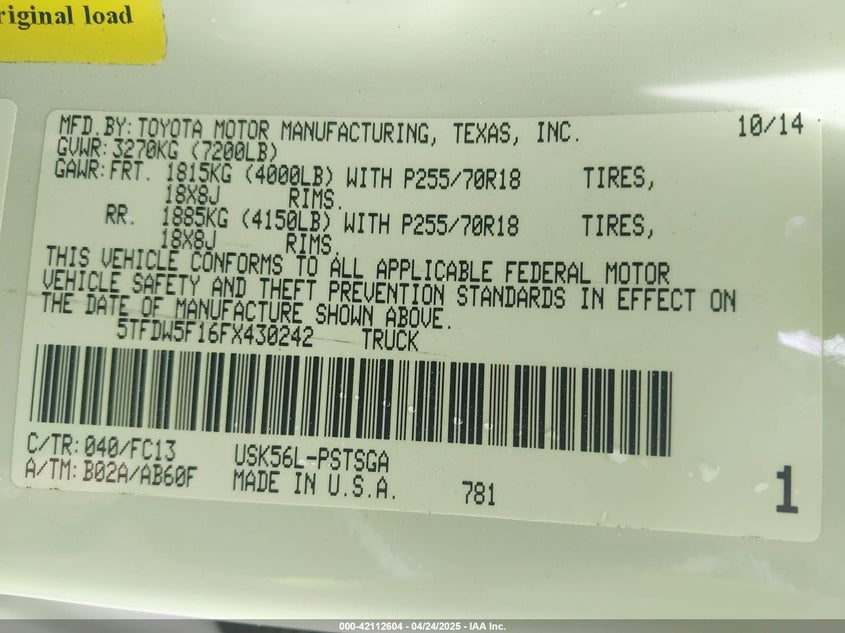 riginal load
MFD. BY: TOYOTA MOTOR MANUFACTURING, TEXAS, INC. 10/14
GVWR: 3270KG (7200LB)
GAWR: FRT. 1815KG (4000LB) WITH P255/70R18 TIRES,
18X8J RIMS.
RR. 1885KG (4150LB) WITH P255/70R18 TIRES,
18X8J RIMS.
THIS VEHICLE CONFORMS TO ALL APPLICABLE FEDERAL MOTOR
VEHICLE SAFETY AND THEFT PREVENTION STANDARDS IN EFFECT ON
THE DATE OF MANUFACTURE SHOWN ABOVE.
5TFDW5F16FX430242 TRUCK
C/TR: 040/FC13 USK56L-PSTSGA
A/TM: B02A/AB60F MADE IN U.S.A. 781 1
000-42112604 - 04/24/2025 - IAA Inc.